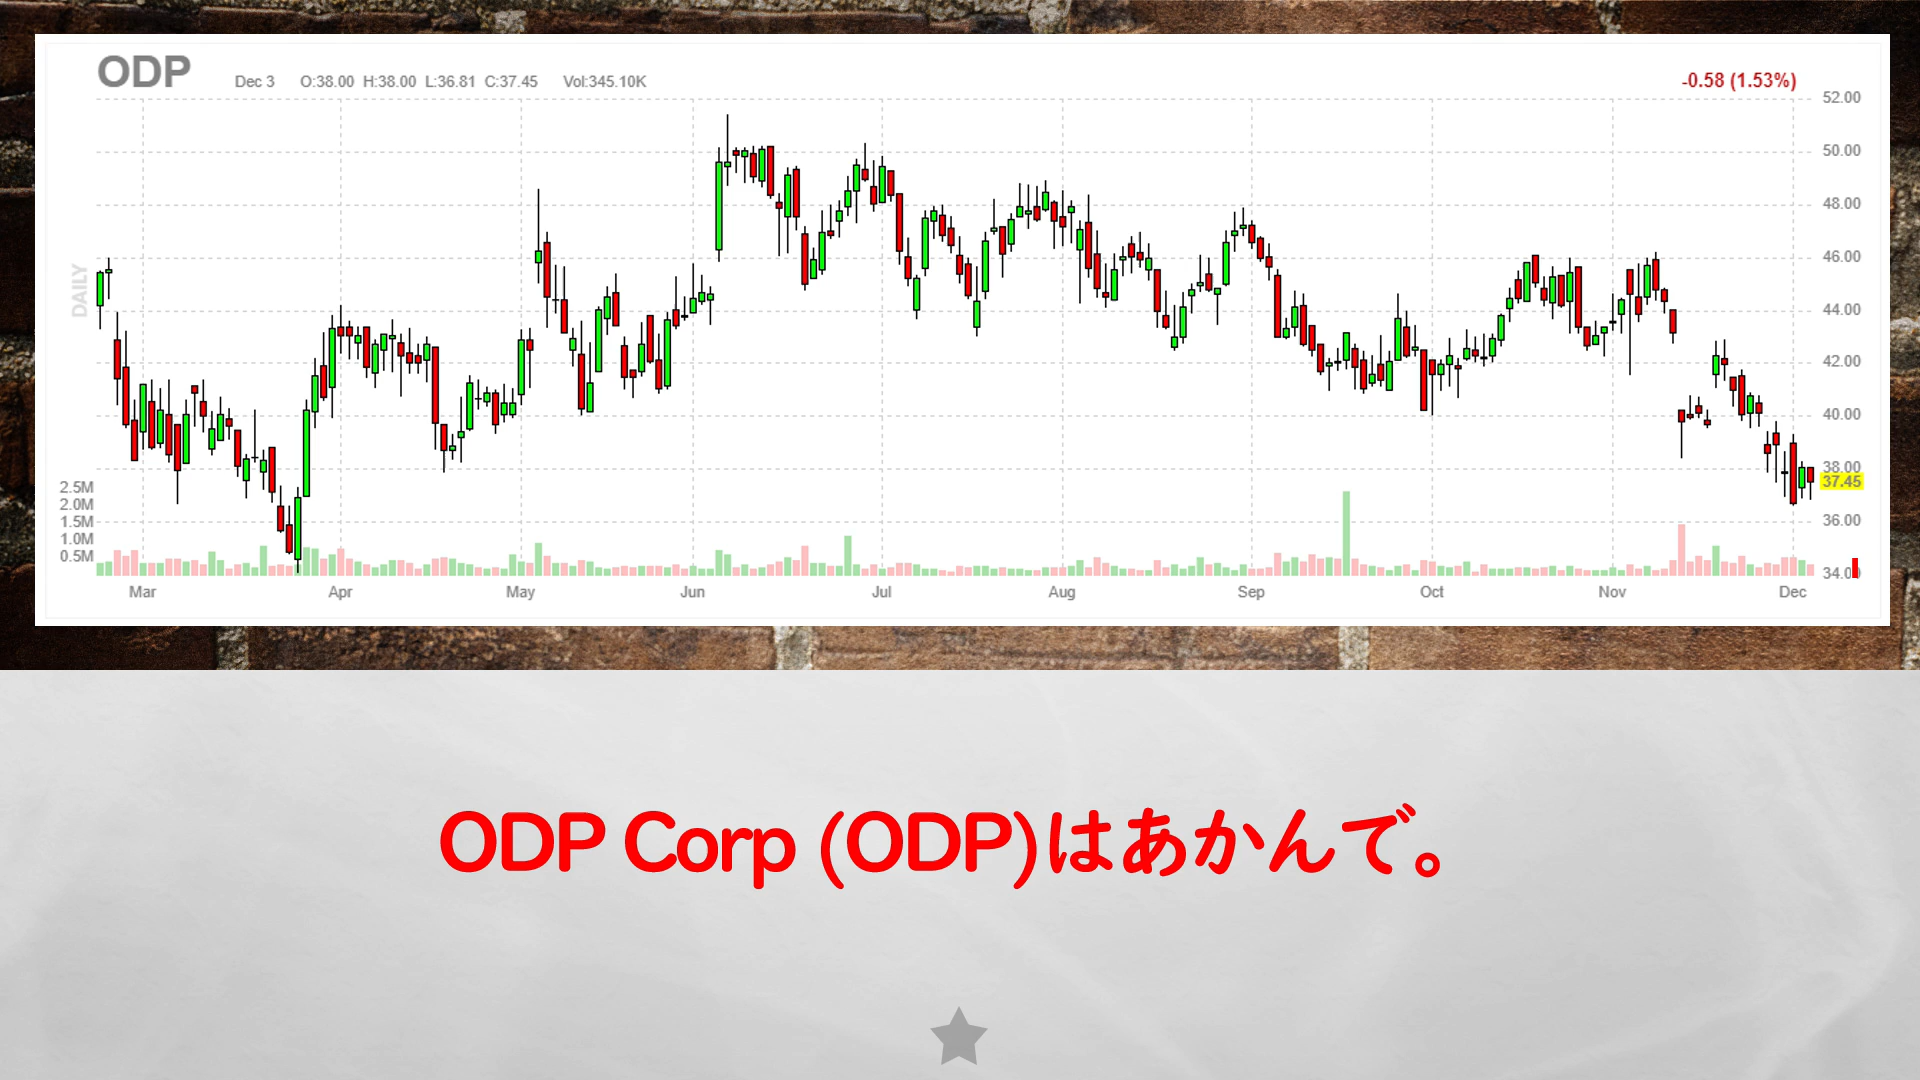 ODP Dec 3 O:38.00 H:38.00 L:36.81 C:37.45 Vol:345.10K -0.58 (1.53%)
52.00
50.00
48.00
46.00
DAILY
44.00
42.00
40.00
38.00
37.45
2.5M
2.0M
1.5M
36.00
1.0M
0.5M
34.00
Mar Apr May Jun Jul Aug Sep Oct Nov Dec
ODP Corp (ODP)はあかんで。